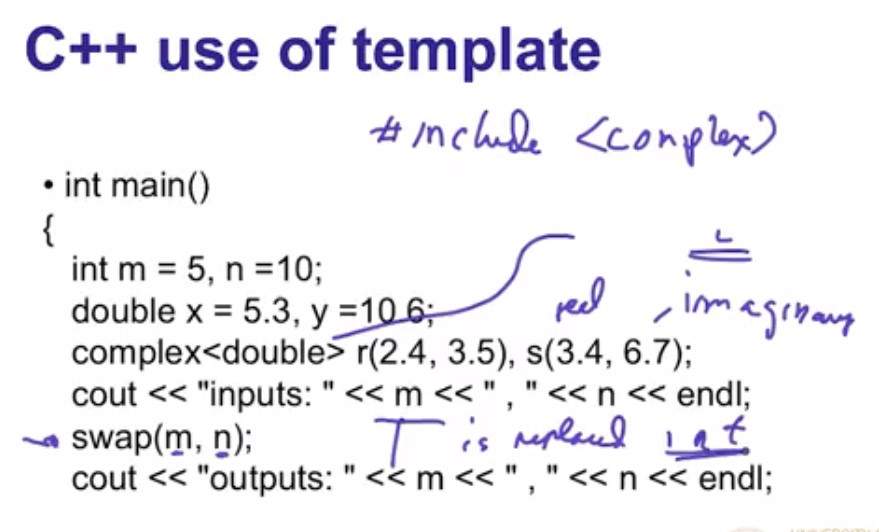 C++ use of template
#include <complex>
• int main()
{
int m = 5, n =10;
double x = 5.3, y =10.6;
real , imaginary
complex<double> r(2.4, 3.5), s(3.4, 6.7);
cout << "inputs: " << m << " , " << n << endl;
swap(m, n); T is replaced int
cout << "outputs: " << m << " , " << n << endl;